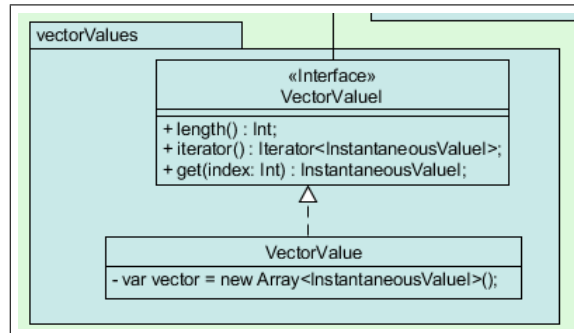 vectorValues
«Interface»
VectorValueI
+ length() : Int;
+ iterator() : Iterator<InstantaneousValueI>;
+ get(index: Int) : InstantaneousValueI;
VectorValue
- var vector = new Array<InstantaneousValueI>();